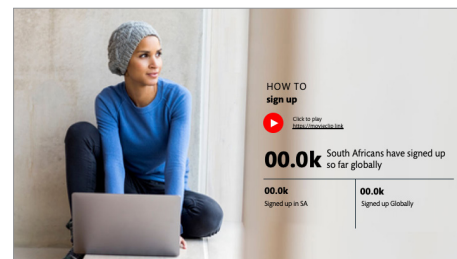 HOW TO
sign up
Click to play
https://movieclip link
00.0k South Africans have signed up
so far globally
00.0k
Signed up in SA
00.0k
Signed up Globally